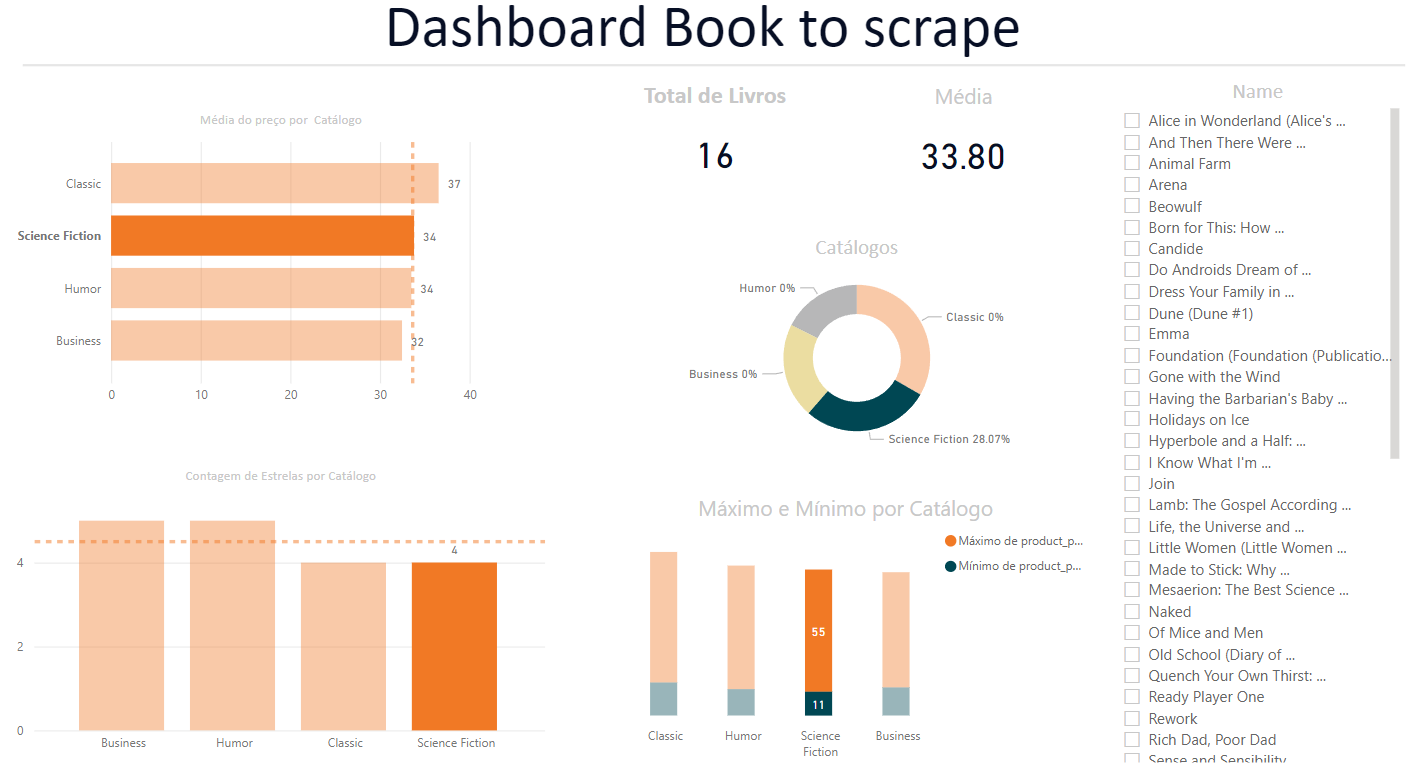 Dashboard Book to scrape
Média do preço por  Catálogo
Classic
37
Science Fiction
34
Humor
34
Business
32
0
10
20
30
40
Total de Livros
16
Média
33.80
Catálogos
Humor 0%
Classic 0%
Business 0%
Science Fiction 28.07%
Contagem de Estrelas por Catálogo
4
4
2
0
Business
Humor
Classic
Science Fiction
Máximo e Mínimo por Catálogo
Máximo de product_p...
Mínimo de product_p...
55
11
Classic
Humor
Science
Fiction
Business
Name
Alice in Wonderland (Alice's ...
And Then There Were ...
Animal Farm
Arena
Beowulf
Born for This: How ...
Candide
Do Androids Dream of ...
Dress Your Family in ...
Dune (Dune #1)
Emma
Foundation (Foundation (Publicatio...
Gone with the Wind
Having the Barbarian's Baby ...
Holidays on Ice
Hyperbole and a Half: ...
I Know What I'm ...
Join
Lamb: The Gospel According ...
Life, the Universe and ...
Little Women (Little Women ...
Made to Stick: Why ...
Mesaerion: The Best Science ...
Naked
Of Mice and Men
Old School (Diary of ...
Quench Your Own Thirst: ...
Ready Player One
Rework
Rich Dad, Poor Dad
Sense and Sensibility